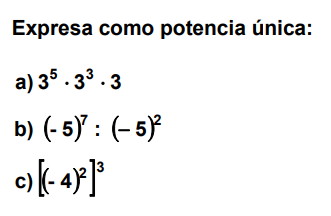 Expresa como potencia única:
a) 3⁵ · 3³ · 3
b) (- 5)⁷ : (– 5)²
c) [(- 4)²]³